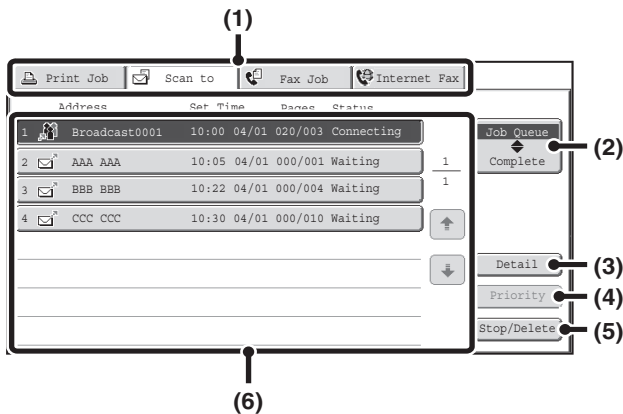 (1)
Print Job Scan to Fax Job Internet Fax
Address Set Time Pages Status
1 Broadcast0001 10:00 04/01 020/003 Connecting
2 AAA AAA 10:05 04/01 000/001 Waiting
3 BBB BBB 10:22 04/01 000/004 Waiting
4 CCC CCC 10:30 04/01 000/010 Waiting
1
1
Job Queue
Complete
(2)
Detail
(3)
Priority
(4)
Stop/Delete
(5)
(6)